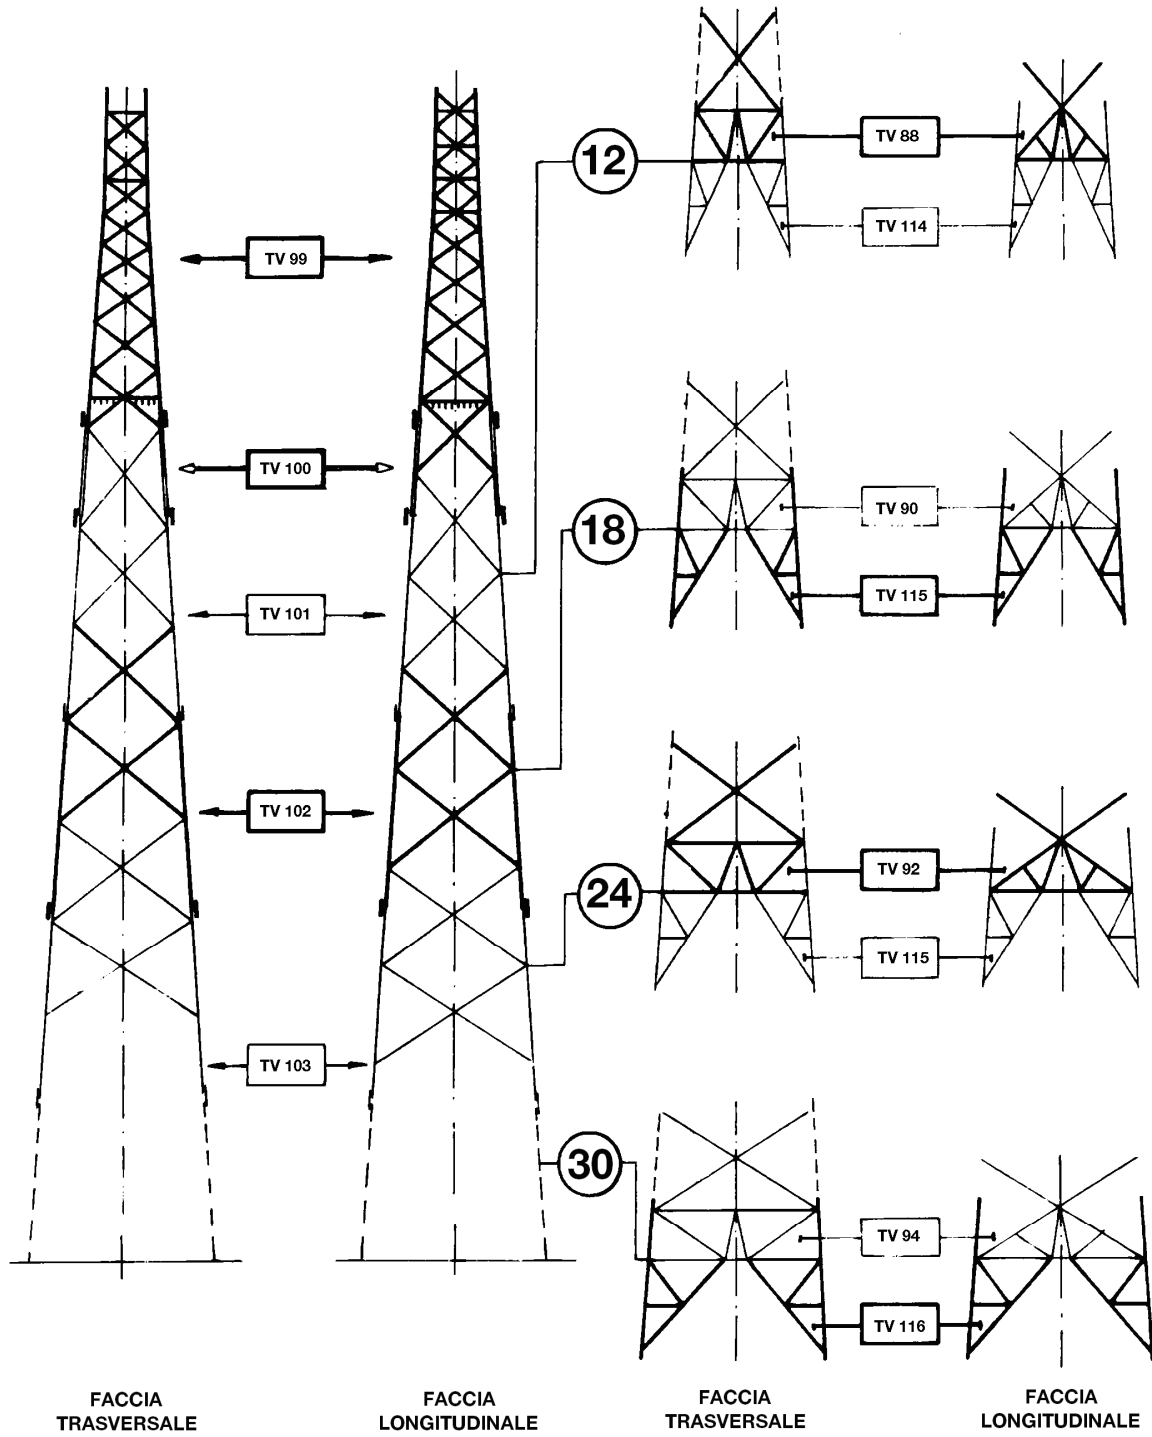 TV 88
12
TV 114
TV 99
TV 100
TV 90
18
TV 115
TV 101
TV 102
TV 92
24
TV 115
TV 103
30
TV 94
TV 116
FACCIA
TRASVERSALE
FACCIA
LONGITUDINALE
FACCIA
TRASVERSALE
FACCIA
LONGITUDINALE